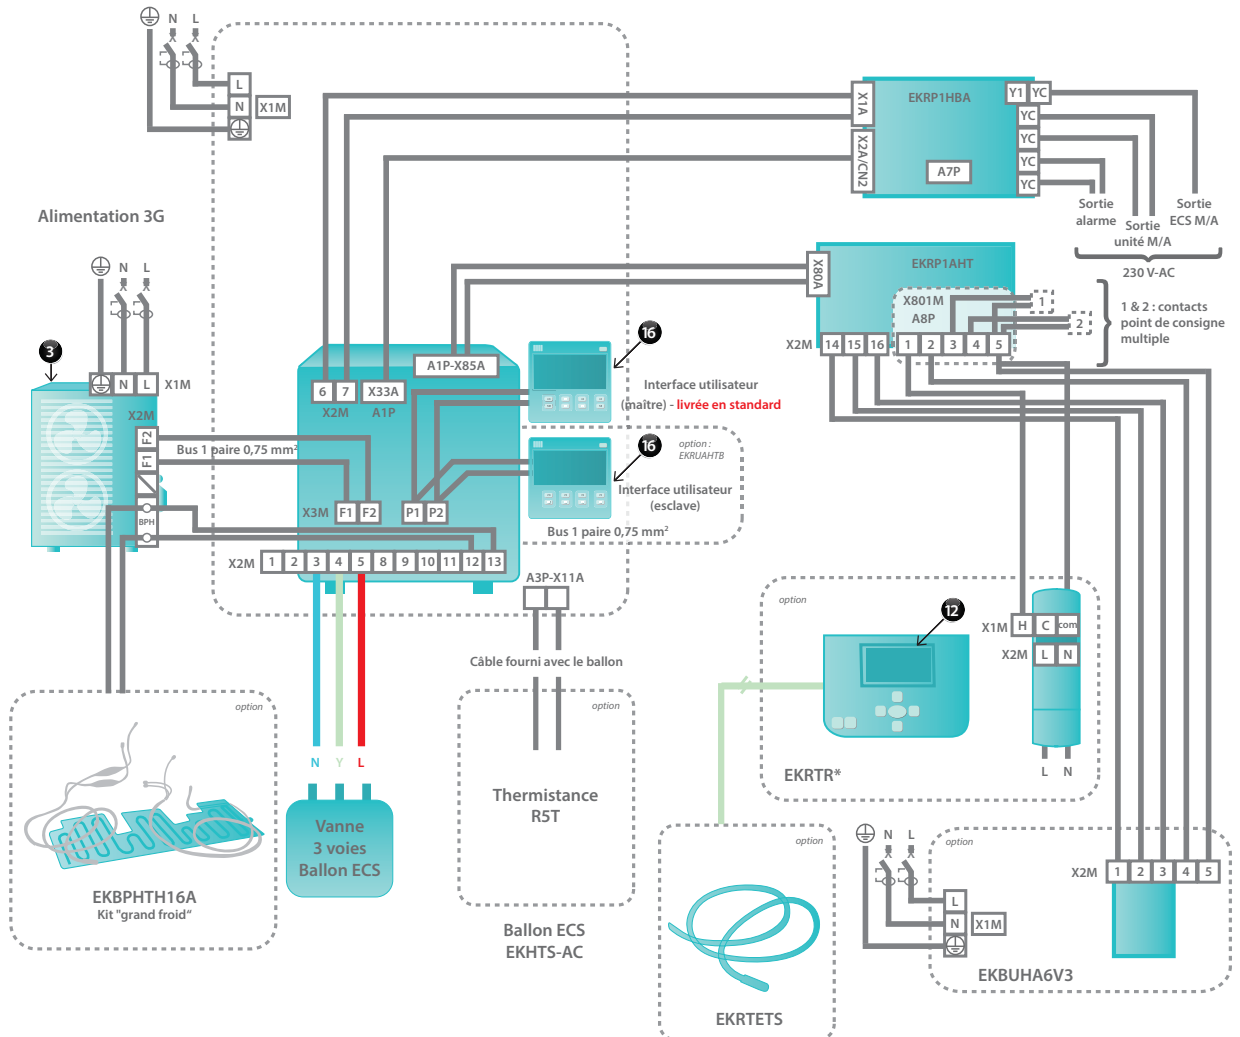 N L
L
N X1M
X1A
EKRP1HBA
Y1 YC
YC
YC
YC
YC
X2A/CN2
A7P
Sortie
alarme
Sortie
unité M/A
Sortie
ECS M/A
230 V-AC
Alimentation 3G
N L
3
N L X1M
X2M
F2
F1
BPH
Bus 1 paire 0,75 mm²
X80A
EKRP1AHT
X801M
A8P
1
2
1 & 2 : contacts
point de consigne
multiple
X2M 14 15 16 1 2 3 4 5
A1P-X85A
6 7 X33A
X2M A1P
16
Interface utilisateur
(maître) - livrée en standard
16
option :
EKRUAHTB
Interface utilisateur
(esclave)
Bus 1 paire 0,75 mm²
X3M F1 F2 P1 P2
X2M 1 2 3 4 5 8 9 10 11 12 13
A3P-X11A
Câble fourni avec le ballon
option
Thermistance
R5T
Ballon ECS
EKHTS-AC
option
EKBPHTH16A
Kit "grand froid“
N Y L
Vanne
3 voies
Ballon ECS
option
12
X1M H C com
X2M L N
L N
EKRTR*
option
EKRTETS
N L
option
L
N X1M
X2M 1 2 3 4 5
EKBUHA6V3